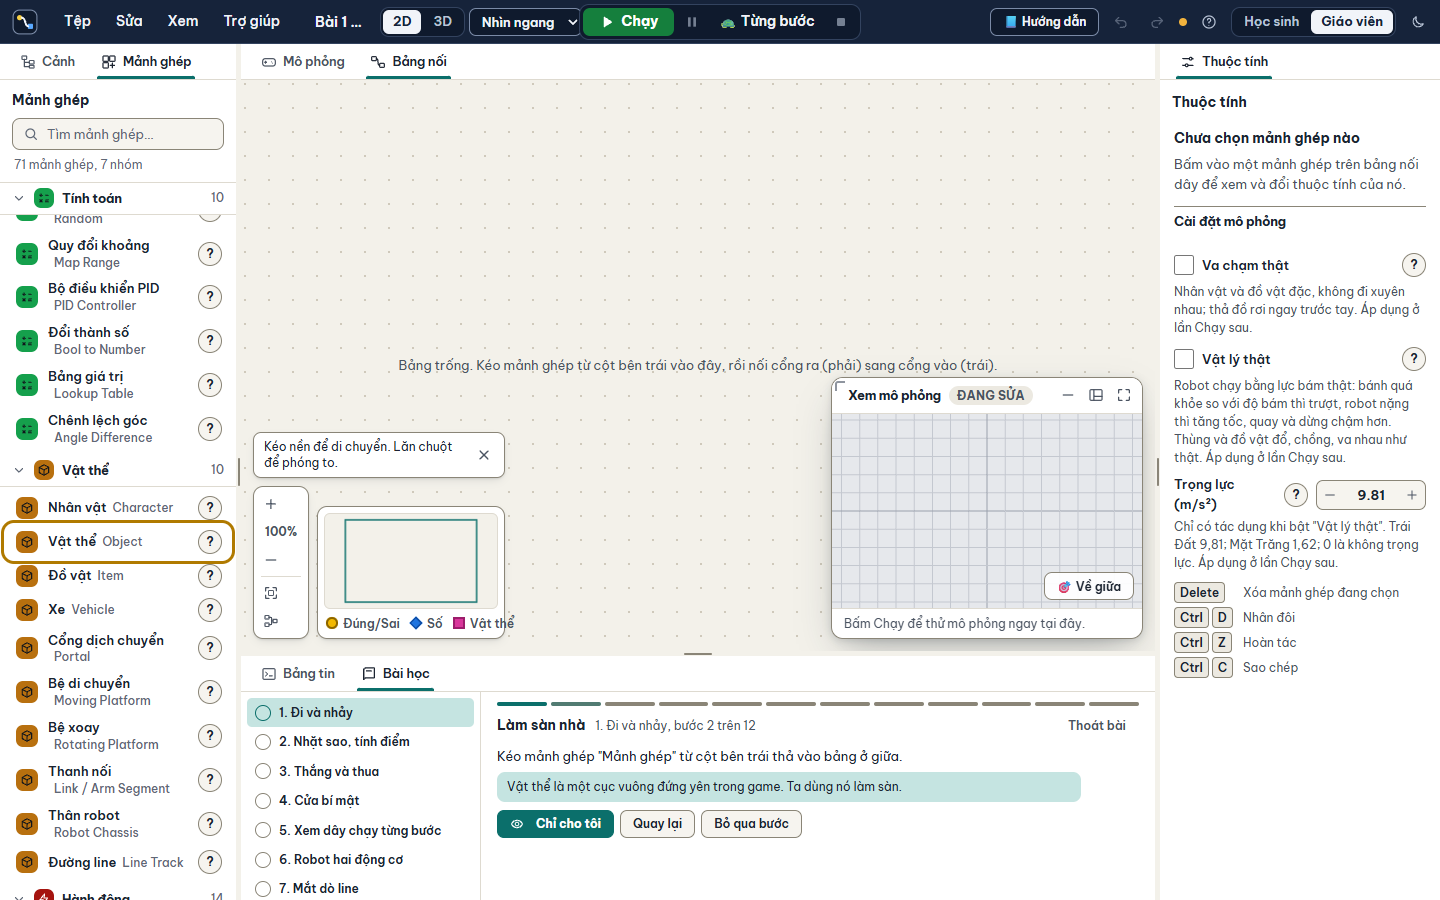 Tệp Sửa Xem Trợ giúp Bài 1 ... 2D 3D Nhìn ngang Chạy Từng bước Hướng dẫn Học sinh Giáo viên
Cảnh Mảnh ghép
Mảnh ghép
Tìm mảnh ghép...
71 mảnh ghép, 7 nhóm
Tính toán 10
Random
Quy đổi khoảng
Map Range
?
Bộ điều khiển PID
PID Controller
?
Đổi thành số
Bool to Number
?
Bảng giá trị
Lookup Table
?
Chênh lệch góc
Angle Difference
?
Vật thể 10
Nhân vật Character ?
Vật thể Object ?
Đồ vật Item ?
Xe Vehicle ?
Cổng dịch chuyển
Portal
?
Bệ di chuyển
Moving Platform
?
Bệ xoay
Rotating Platform
?
Thanh nối
Link / Arm Segment
?
Thân robot
Robot Chassis
?
Đường line Line Track ?
Hành động 14
Mô phỏng Bảng nối
Bảng trống. Kéo mảnh ghép từ cột bên trái vào đây, rồi nối cổng ra (phải) sang cổng vào (trái).
Kéo nền để di chuyển. Lăn chuột
để phóng to.
100%
Đúng/Sai Số Vật thể
Xem mô phỏng ĐANG SỬA
Về giữa
Bấm Chạy để thử mô phỏng ngay tại đây.
Bảng tin Bài học
1. Đi và nhảy
2. Nhặt sao, tính điểm
3. Thắng và thua
4. Cửa bí mật
5. Xem dây chạy từng bước
6. Robot hai động cơ
7. Mắt dò line
Làm sàn nhà 1. Đi và nhảy, bước 2 trên 12 Thoát bài
Kéo mảnh ghép "Mảnh ghép" từ cột bên trái thả vào bảng ở giữa.
Vật thể là một cục vuông đứng yên trong game. Ta dùng nó làm sàn.
Chỉ cho tôi Quay lại Bỏ qua bước
Thuộc tính
Thuộc tính
Chưa chọn mảnh ghép nào
Bấm vào một mảnh ghép trên bảng nối
dây để xem và đổi thuộc tính của nó.
Cài đặt mô phỏng
Va chạm thật ?
Nhân vật và đồ vật đặc, không đi xuyên
nhau; thả đồ rơi ngay trước tay. Áp dụng ở
lần Chạy sau.
Vật lý thật ?
Robot chạy bằng lực bám thật: bánh quá
khỏe so với độ bám thì trượt, robot nặng
thì tăng tốc, quay và dừng chậm hơn.
Thùng và đồ vật đổ, chồng, va nhau như
thật. Áp dụng ở lần Chạy sau.
Trọng lực
(m/s²)
? 9.81
Chỉ có tác dụng khi bật "Vật lý thật". Trái
Đất 9,81; Mặt Trăng 1,62; 0 là không trọng
lực. Áp dụng ở lần Chạy sau.
Delete Xóa mảnh ghép đang chọn
Ctrl D Nhân đôi
Ctrl Z Hoàn tác
Ctrl C Sao chép